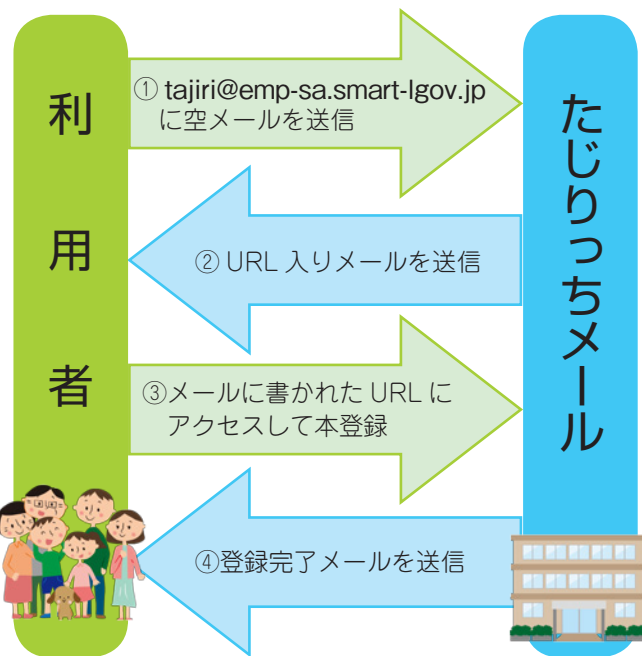 利用者
① tajiri@emp-sa.smart-lgov.jp
に空メールを送信
② URL 入りメールを送信
③メールに書かれた URL に
アクセスして本登録
④登録完了メールを送信
たじりっちメール